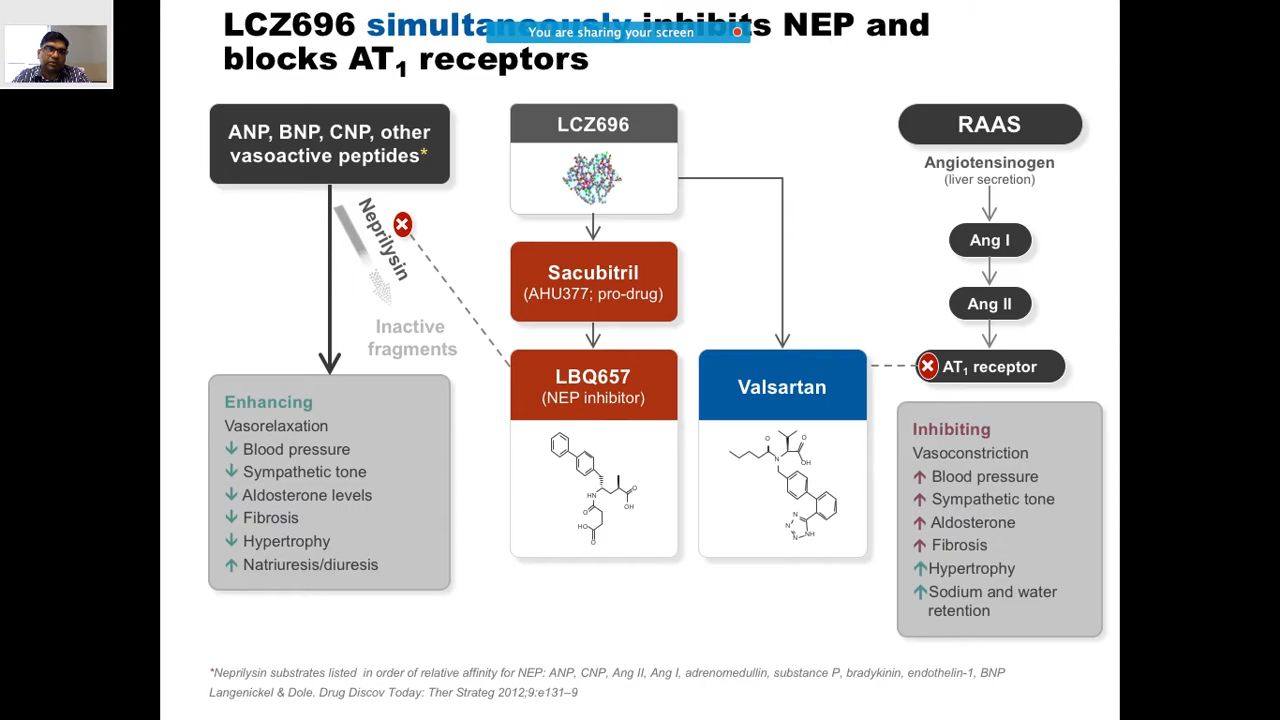 LCZ696 simultaneously inhibits NEP and
blocks AT1 receptors
You are sharing your screen
ANP, BNP, CNP, other
vasoactive peptides*
Neprilysin
Inactive
fragments
Enhancing
Vasorelaxation
↓ Blood pressure
↓ Sympathetic tone
↓ Aldosterone levels
↓ Fibrosis
↓ Hypertrophy
↑ Natriuresis/diuresis
LCZ696
Sacubitril
(AHU377; pro-drug)
LBQ657
(NEP inhibitor)
HN
O
O
OH
HO
O
Valsartan
O
O
N
OH
N
N
N
NH
RAAS
Angiotensinogen
(liver secretion)
Ang I
Ang II
AT1 receptor
Inhibiting
Vasoconstriction
↑ Blood pressure
↑ Sympathetic tone
↑ Aldosterone
↑ Fibrosis
↑Hypertrophy
↑Sodium and water
retention
*Neprilysin substrates listed in order of relative affinity for NEP: ANP, CNP, Ang II, Ang I, adrenomedullin, substance P, bradykinin, endothelin-1, BNP
Langenickel & Dole. Drug Discov Today: Ther Strateg 2012;9:e131–9